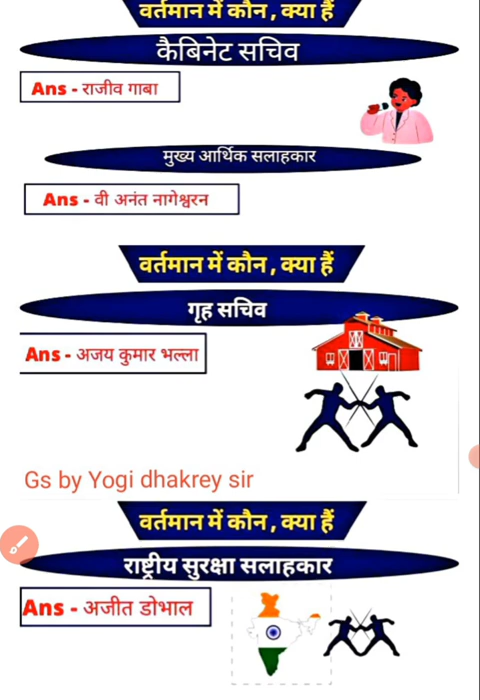 वर्तमान में कौन , क्या हैं
कैबिनेट सचिव
Ans - राजीव गाबा
मुख्य आर्थिक सलाहकार
Ans - वी अनंत नागेश्वरन
वर्तमान में कौन , क्या हैं
गृह सचिव
Ans - अजय कुमार भल्ला
Gs by Yogi dhakrey sir
वर्तमान में कौन , क्या हैं
राष्ट्रीय सुरक्षा सलाहकार
Ans - अजीत डोभाल